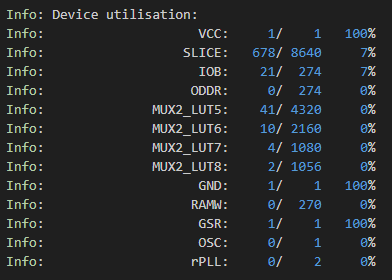 Info: Device utilisation:
Info: VCC: 1/ 1 100%
Info: SLICE: 678/ 8640 7%
Info: IOB: 21/ 274 7%
Info: ODDR: 0/ 274 0%
Info: MUX2_LUT5: 41/ 4320 0%
Info: MUX2_LUT6: 10/ 2160 0%
Info: MUX2_LUT7: 4/ 1080 0%
Info: MUX2_LUT8: 2/ 1056 0%
Info: GND: 1/ 1 100%
Info: RAMW: 0/ 270 0%
Info: GSR: 1/ 1 100%
Info: OSC: 0/ 1 0%
Info: rPLL: 0/ 2 0%